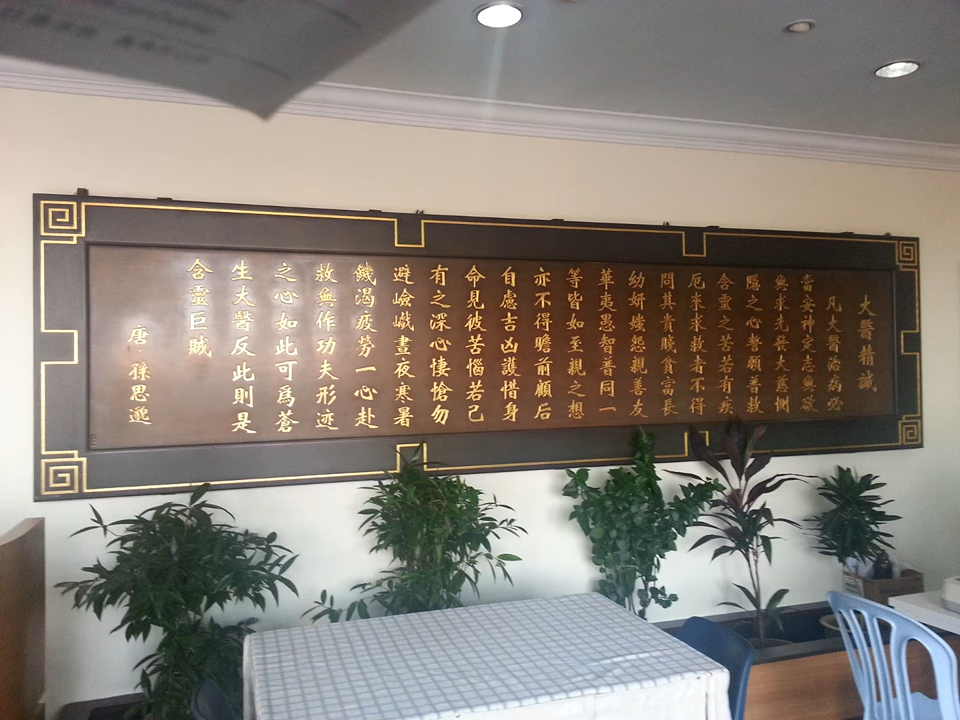 大醫精誠
凡大醫治病必
當安神定志無欲
無求先發大慈惻
隱之心誓願普救
含靈之苦若有疾
厄來求救者不得
問其貴賤貧富長
幼妍媸怨親善友
華夷愚智普同一
等皆如至親之想
亦不得瞻前顧后
自慮吉凶護惜身
命見彼苦惱若己
有之深心悽愴勿
避嶮巇晝夜寒暑
饑渴疲勞一心赴
救無作功夫形迹
之心如此可爲蒼
生大醫反此則是
含靈巨賊
唐·孫思邈